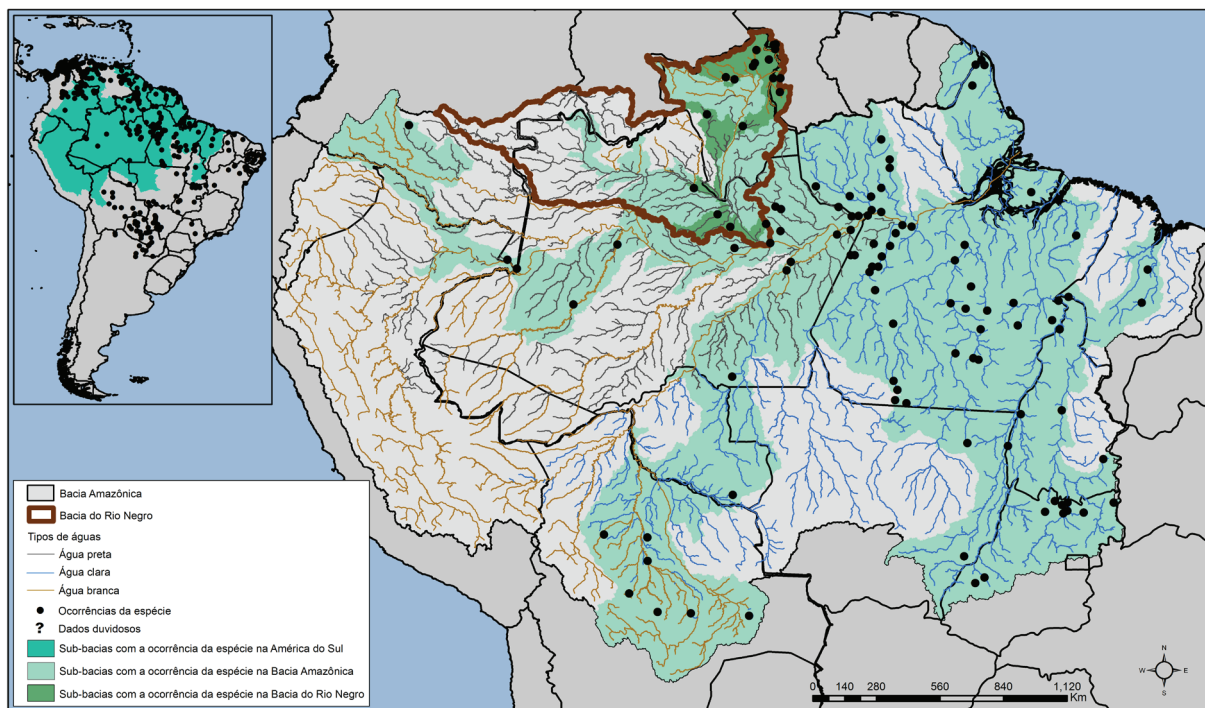 ?
Bacia Amazônica
Bacia do Rio Negro
Tipos de águas
Água preta
Água clara
Água branca
Ocorrências da espécie
? Dados duvidosos
Sub-bacias com a ocorrência da espécie na América do Sul
Sub-bacias com a ocorrência da espécie na Bacia Amazônica
Sub-bacias com a ocorrência da espécie na Bacia do Rio Negro
N
W E
S
0 140 280 560 840 1,120
Km